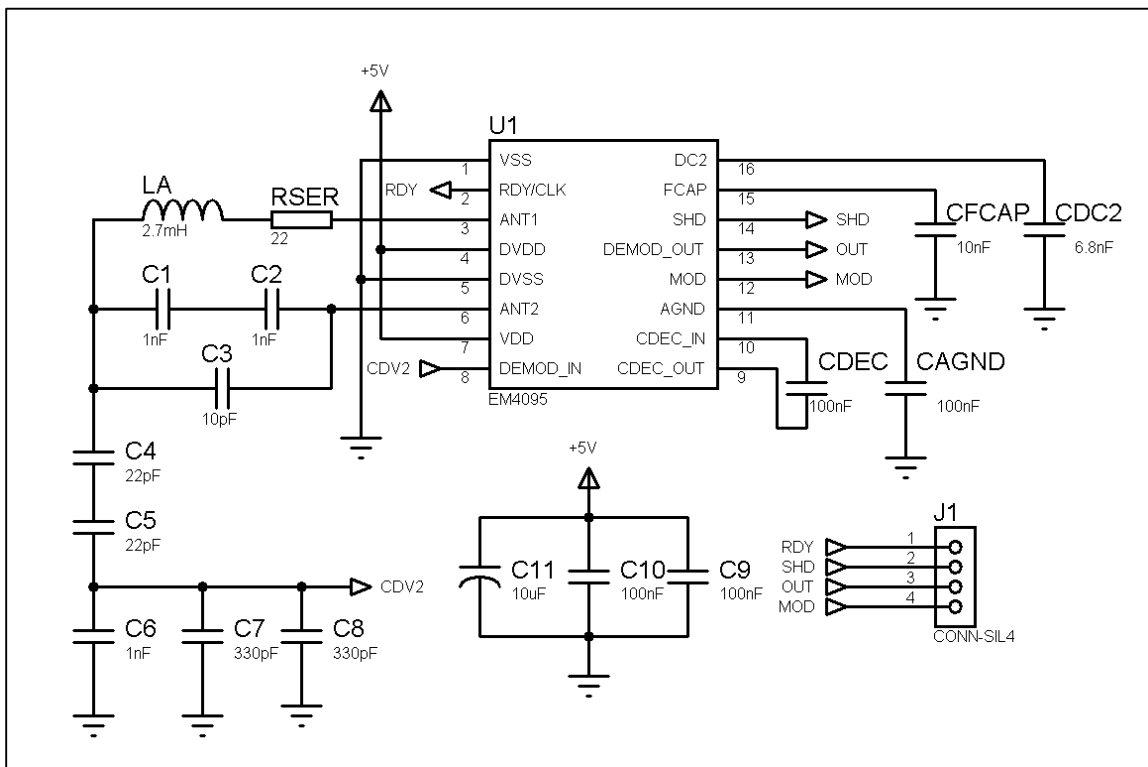 +5V
U1
LA
2.7mH
RSER
22
C1
1nF
C2
1nF
C3
10pF
C4
22pF
C5
22pF
C6
1nF
C7
330pF
C8
330pF
CDV2
RDY
CDV2
1 VSS
2 RDY/CLK
3 ANT1
4 DVDD
5 DVSS
6 ANT2
7 VDD
8 DEMOD_IN
DC2 16
FCAP 15
SHD 14
DEMOD_OUT 13
MOD 12
AGND 11
CDEC_IN 10
CDEC_OUT 9
EM4095
SHD
OUT
MOD
CFCAP
10nF
CDC2
6.8nF
CDEC
100nF
CAGND
100nF
+5V
C11
10uF
C10
100nF
C9
100nF
J1
RDY 1
SHD 2
OUT 3
MOD 4
CONN-SIL4